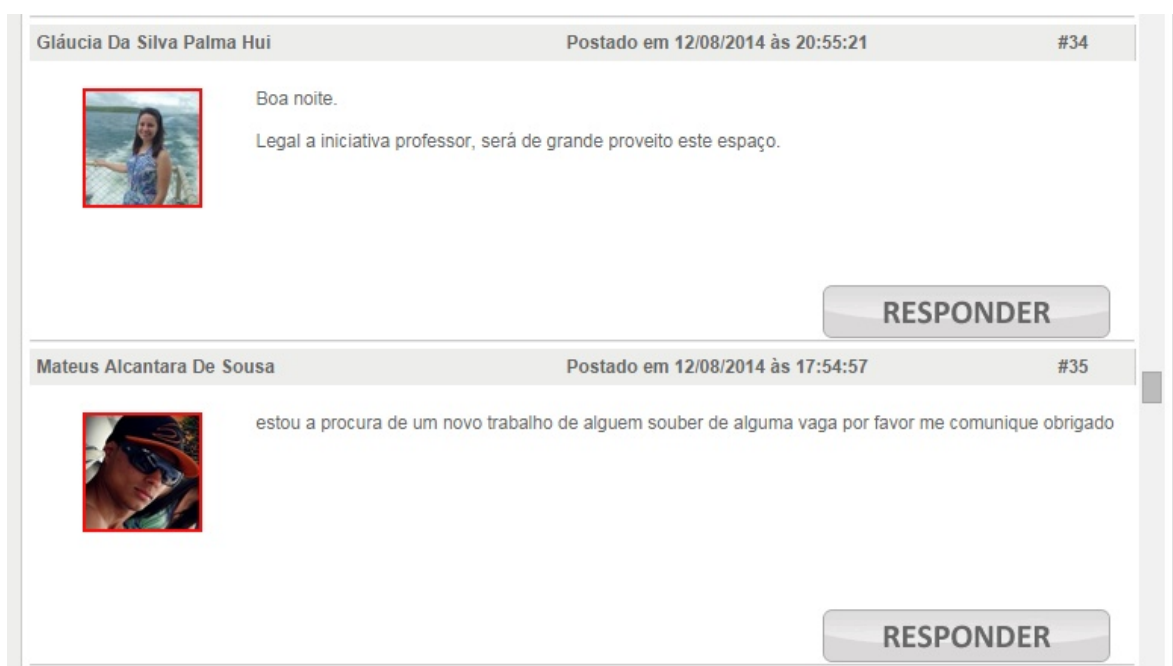 Gláucia Da Silva Palma Hui Postado em 12/08/2014 às 20:55:21 #34
Boa noite.
Legal a iniciativa professor, será de grande proveito este espaço.
RESPONDER
Mateus Alcantara De Sousa Postado em 12/08/2014 às 17:54:57 #35
estou a procura de um novo trabalho de alguem souber de alguma vaga por favor me comunique obrigado
RESPONDER